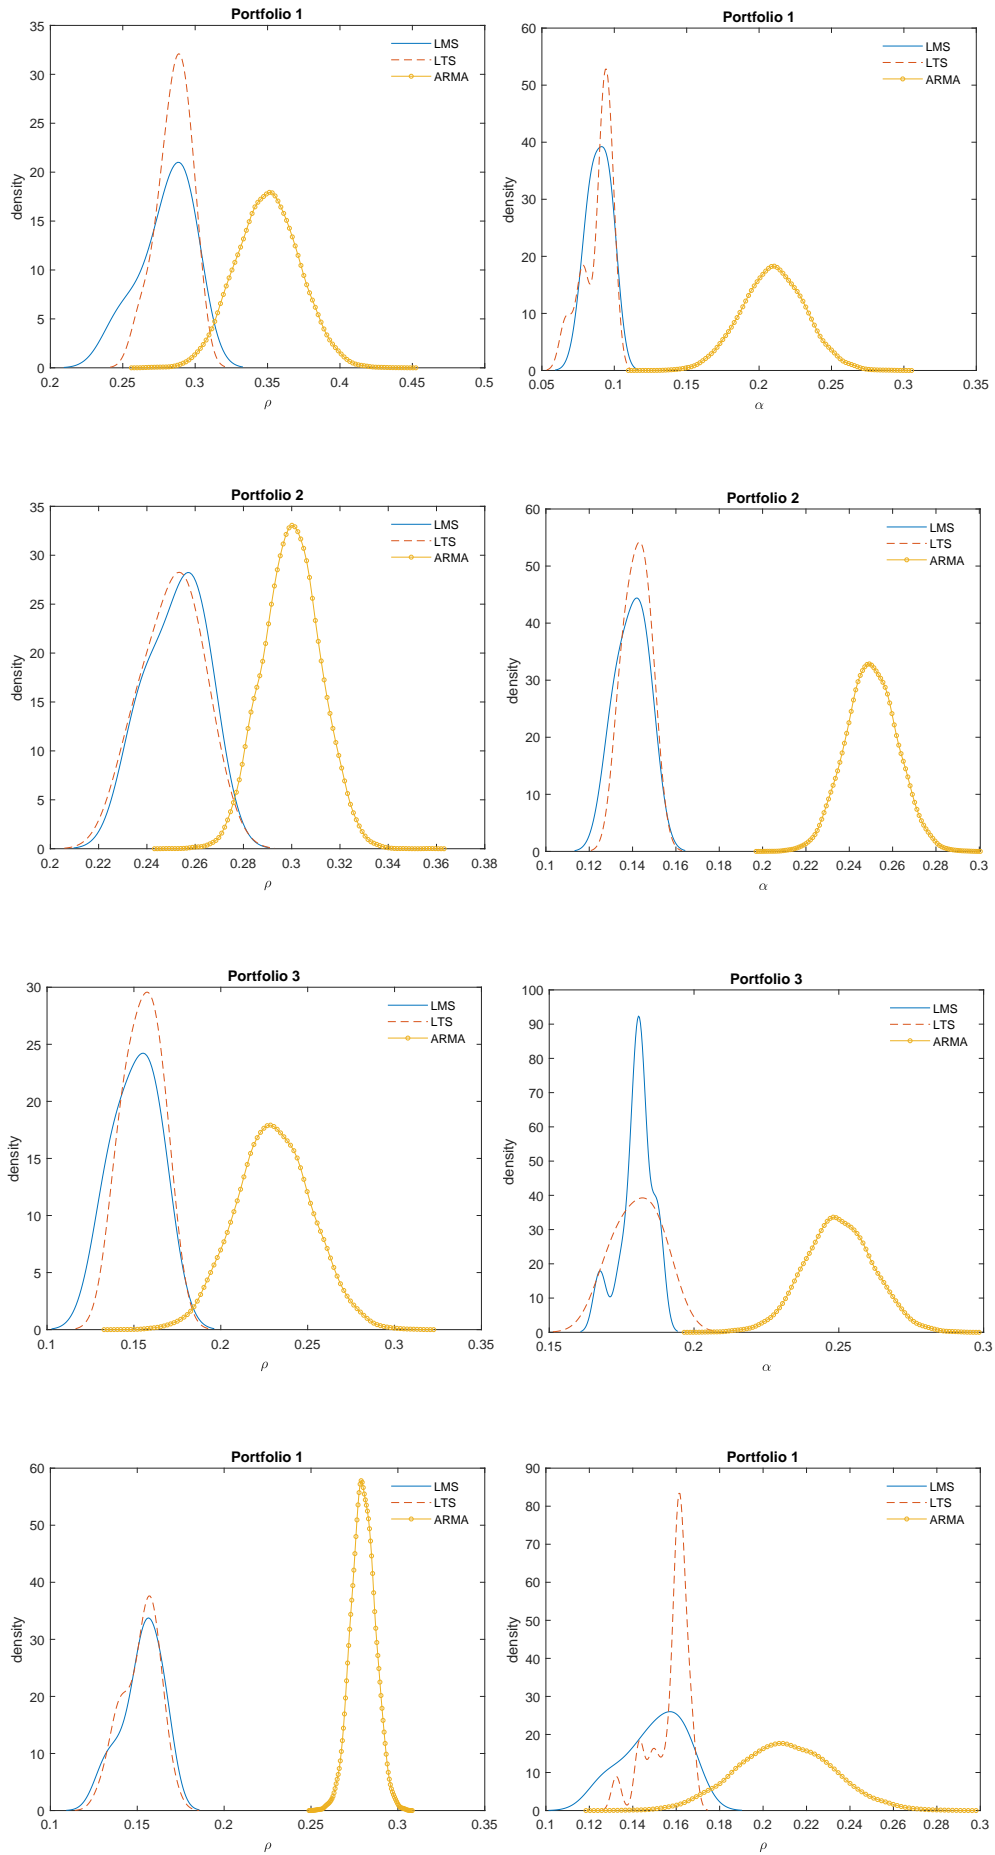 Portfolio 1
35
30
25
20
15
10
5
0
density
LMS
LTS
ARMA
0.2 0.25 0.3 0.35 0.4 0.45 0.5
ρ
Portfolio 1
60
50
40
30
20
10
0
density
LMS
LTS
ARMA
0.05 0.1 0.15 0.2 0.25 0.3 0.35
α
Portfolio 2
35
30
25
20
15
10
5
0
density
LMS
LTS
ARMA
0.2 0.22 0.24 0.26 0.28 0.3 0.32 0.34 0.36 0.38
ρ
Portfolio 2
60
50
40
30
20
10
0
density
LMS
LTS
ARMA
0.1 0.12 0.14 0.16 0.18 0.2 0.22 0.24 0.26 0.28 0.3
α
Portfolio 3
30
25
20
15
10
5
0
density
LMS
LTS
ARMA
0.1 0.15 0.2 0.25 0.3 0.35
ρ
Portfolio 3
100
90
80
70
60
50
40
30
20
10
0
density
LMS
LTS
ARMA
0.15 0.2 0.25 0.3
α
Portfolio 1
60
50
40
30
20
10
0
density
LMS
LTS
ARMA
0.1 0.15 0.2 0.25 0.3 0.35
ρ
Portfolio 1
90
80
70
60
50
40
30
20
10
0
density
LMS
LTS
ARMA
0.1 0.12 0.14 0.16 0.18 0.2 0.22 0.24 0.26 0.28 0.3
ρ